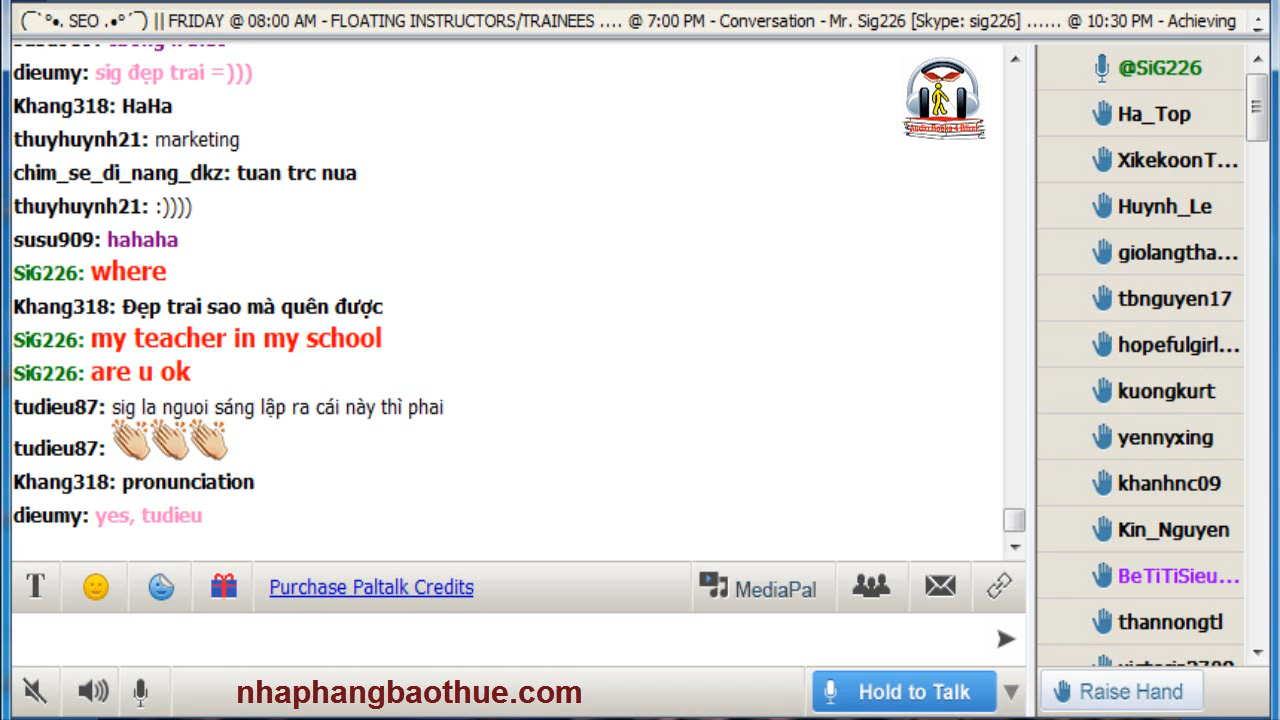 (¯`°•. SEO .•°´¯) || FRIDAY @ 08:00 AM - FLOATING INSTRUCTORS/TRAINEES .... @ 7:00 PM - Conversation - Mr. Sig226 [Skype: sig226] ...... @ 10:30 PM - Achieving
dieumy: sig đẹp trai =)))
Khang318: HaHa
thuyhuynh21: marketing
chim_se_di_nang_dkz: tuan trc nua
thuyhuynh21: :))))
susu909: hahaha
SiG226: where
Khang318: Đẹp trai sao mà quên được
SiG226: my teacher in my school
SiG226: are u ok
tudieu87: sig la nguoi sáng lập ra cái này thì phai
tudieu87:
Khang318: pronunciation
dieumy: yes, tudieu
@SiG226
Ha_Top
XikekoonT...
Huynh_Le
giolangtha...
tbnguyen17
hopefulgirl...
kuongkurt
yennyxing
khanhnc09
Kin_Nguyen
BeTiTiSieu...
thannongtl
T
Purchase Paltalk Credits
MediaPal
nhaphangbaothue.com
Hold to Talk
Raise Hand